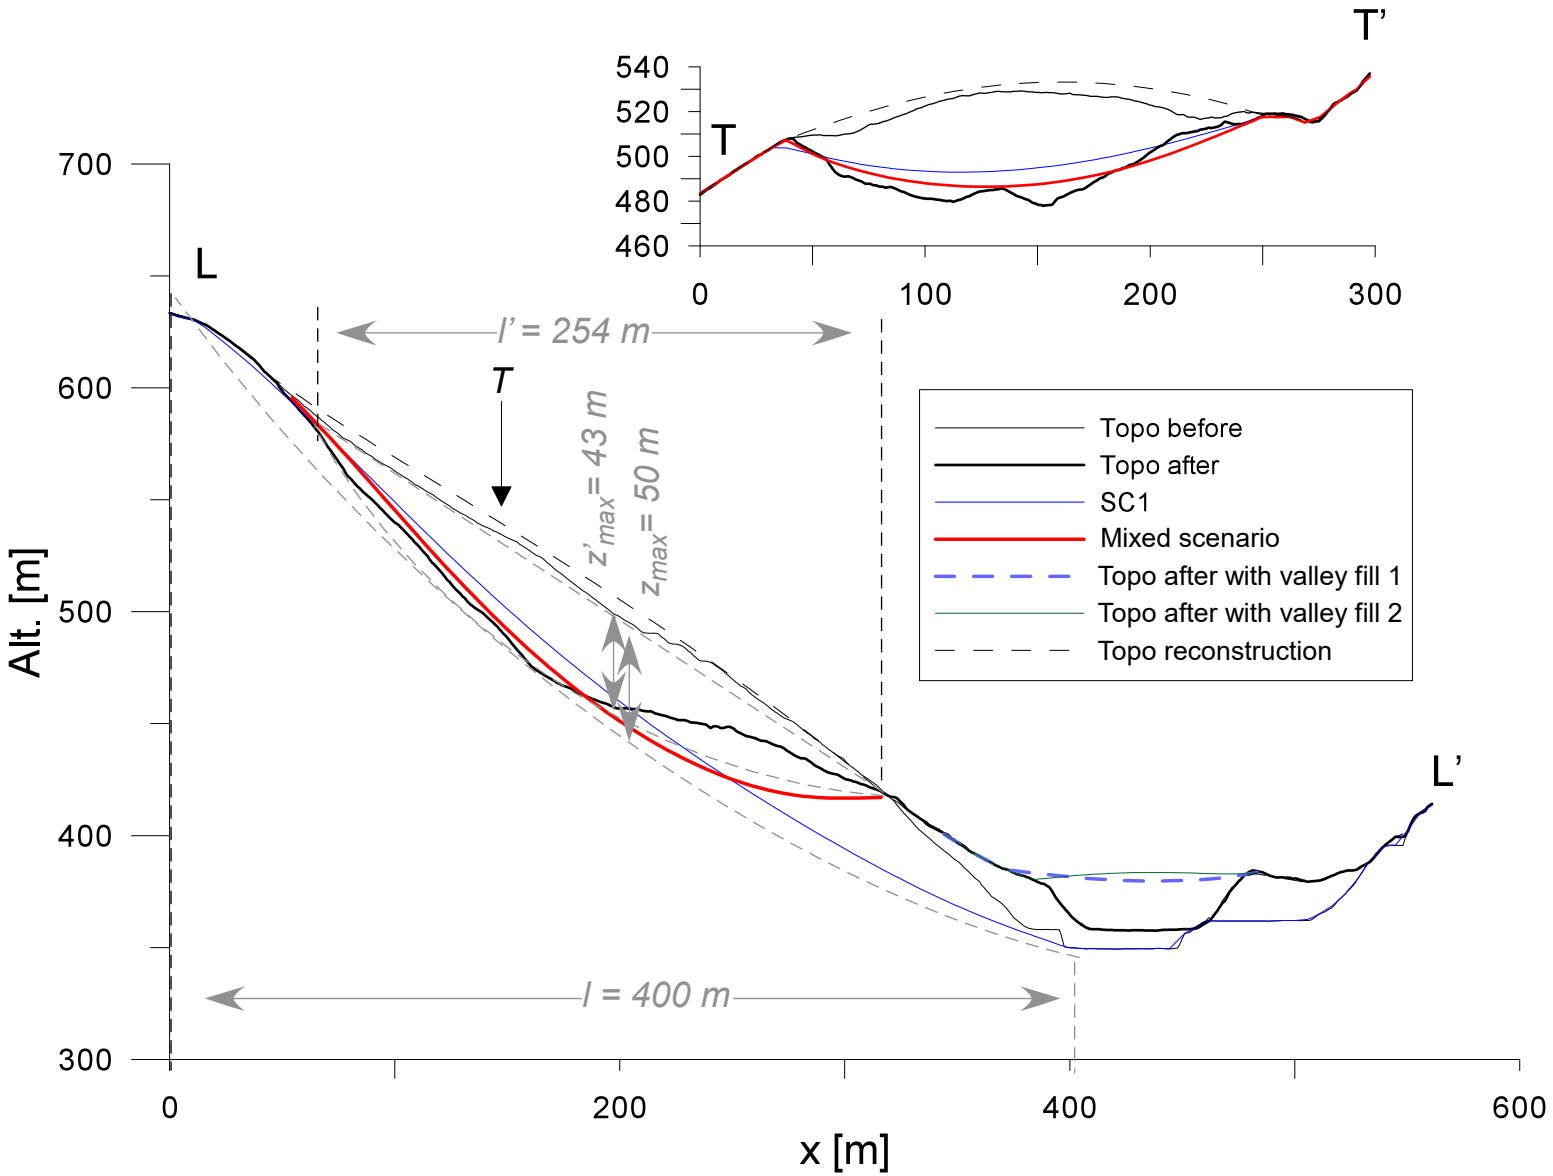 T’
540
520
500
480
460
T
0
100
200
300
L
700
600
500
400
300
l’ = 254 m
T
z’max= 43 m
zmax= 50 m
Topo before
Topo after
SC1
Mixed scenario
Topo after with valley fill 1
Topo after with valley fill 2
Topo reconstruction
Alt. [m]
L’
l = 400 m
0
200
400
600
x [m]